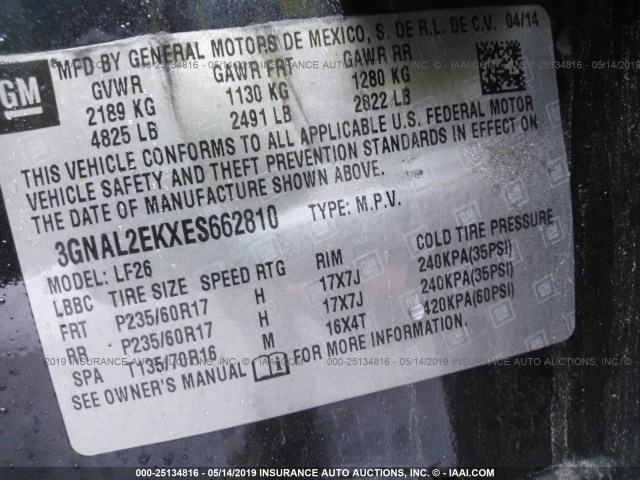 GM
*MFD BY GENERAL MOTORS DE MEXICO, S. DE R.L. DE C.V. 04/14
GVWR GAWR FRT GAWR RR
2189 KG 1130 KG 1280 KG
4825 LB 2491 LB 2822 LB
THIS VEHICLE CONFORMS TO ALL APPLICABLE U.S. FEDERAL MOTOR
VEHICLE SAFETY AND THEFT PREVENTION STANDARDS IN EFFECT ON
THE DATE OF MANUFACTURE SHOWN ABOVE.
3GNAL2EKXES662810 TYPE: M.P.V.
MODEL: LF26
LBBC TIRE SIZE SPEED RTG RIM COLD TIRE PRESSURE
FRT P235/60R17 H 17X7J 240KPA(35PSI)
RR P235/60R17 H 17X7J 240KPA(35PSI)
SPA T135/70R16 M 16X4T 420KPA(60PSI)
SEE OWNER'S MANUAL FOR MORE INFORMATION.
000-25134816 - 05/14/2019 INSURANCE AUTO AUCTIONS, INC. - © IAAI.COM